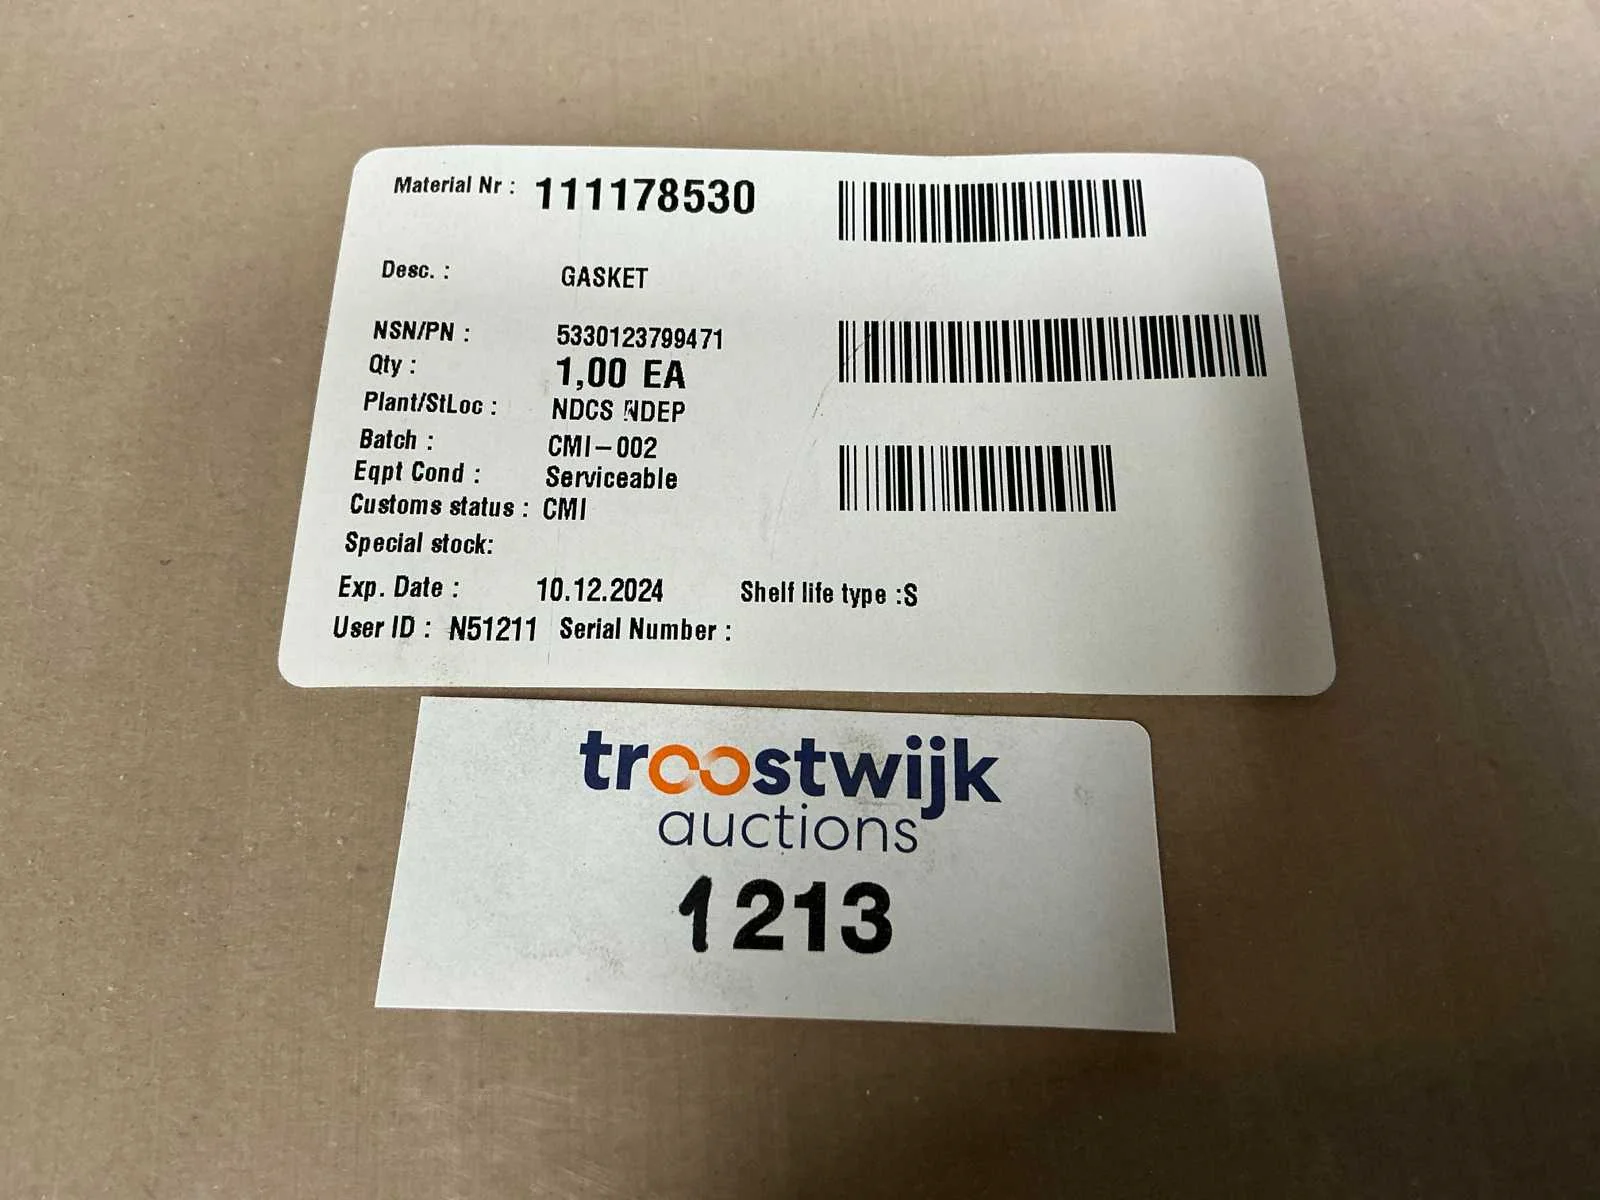 Material Nr : 111178530
Desc. : GASKET
NSN/PN : 5330123799471
Qty : 1,00 EA
Plant/StLoc : NDCS NDEP
Batch : CMI-002
Eqpt Cond : Serviceable
Customs status : CMI
Special stock:
Exp. Date : 10.12.2024 Shelf life type :S
User ID : N51211 Serial Number :
troostwijk
auctions
1213